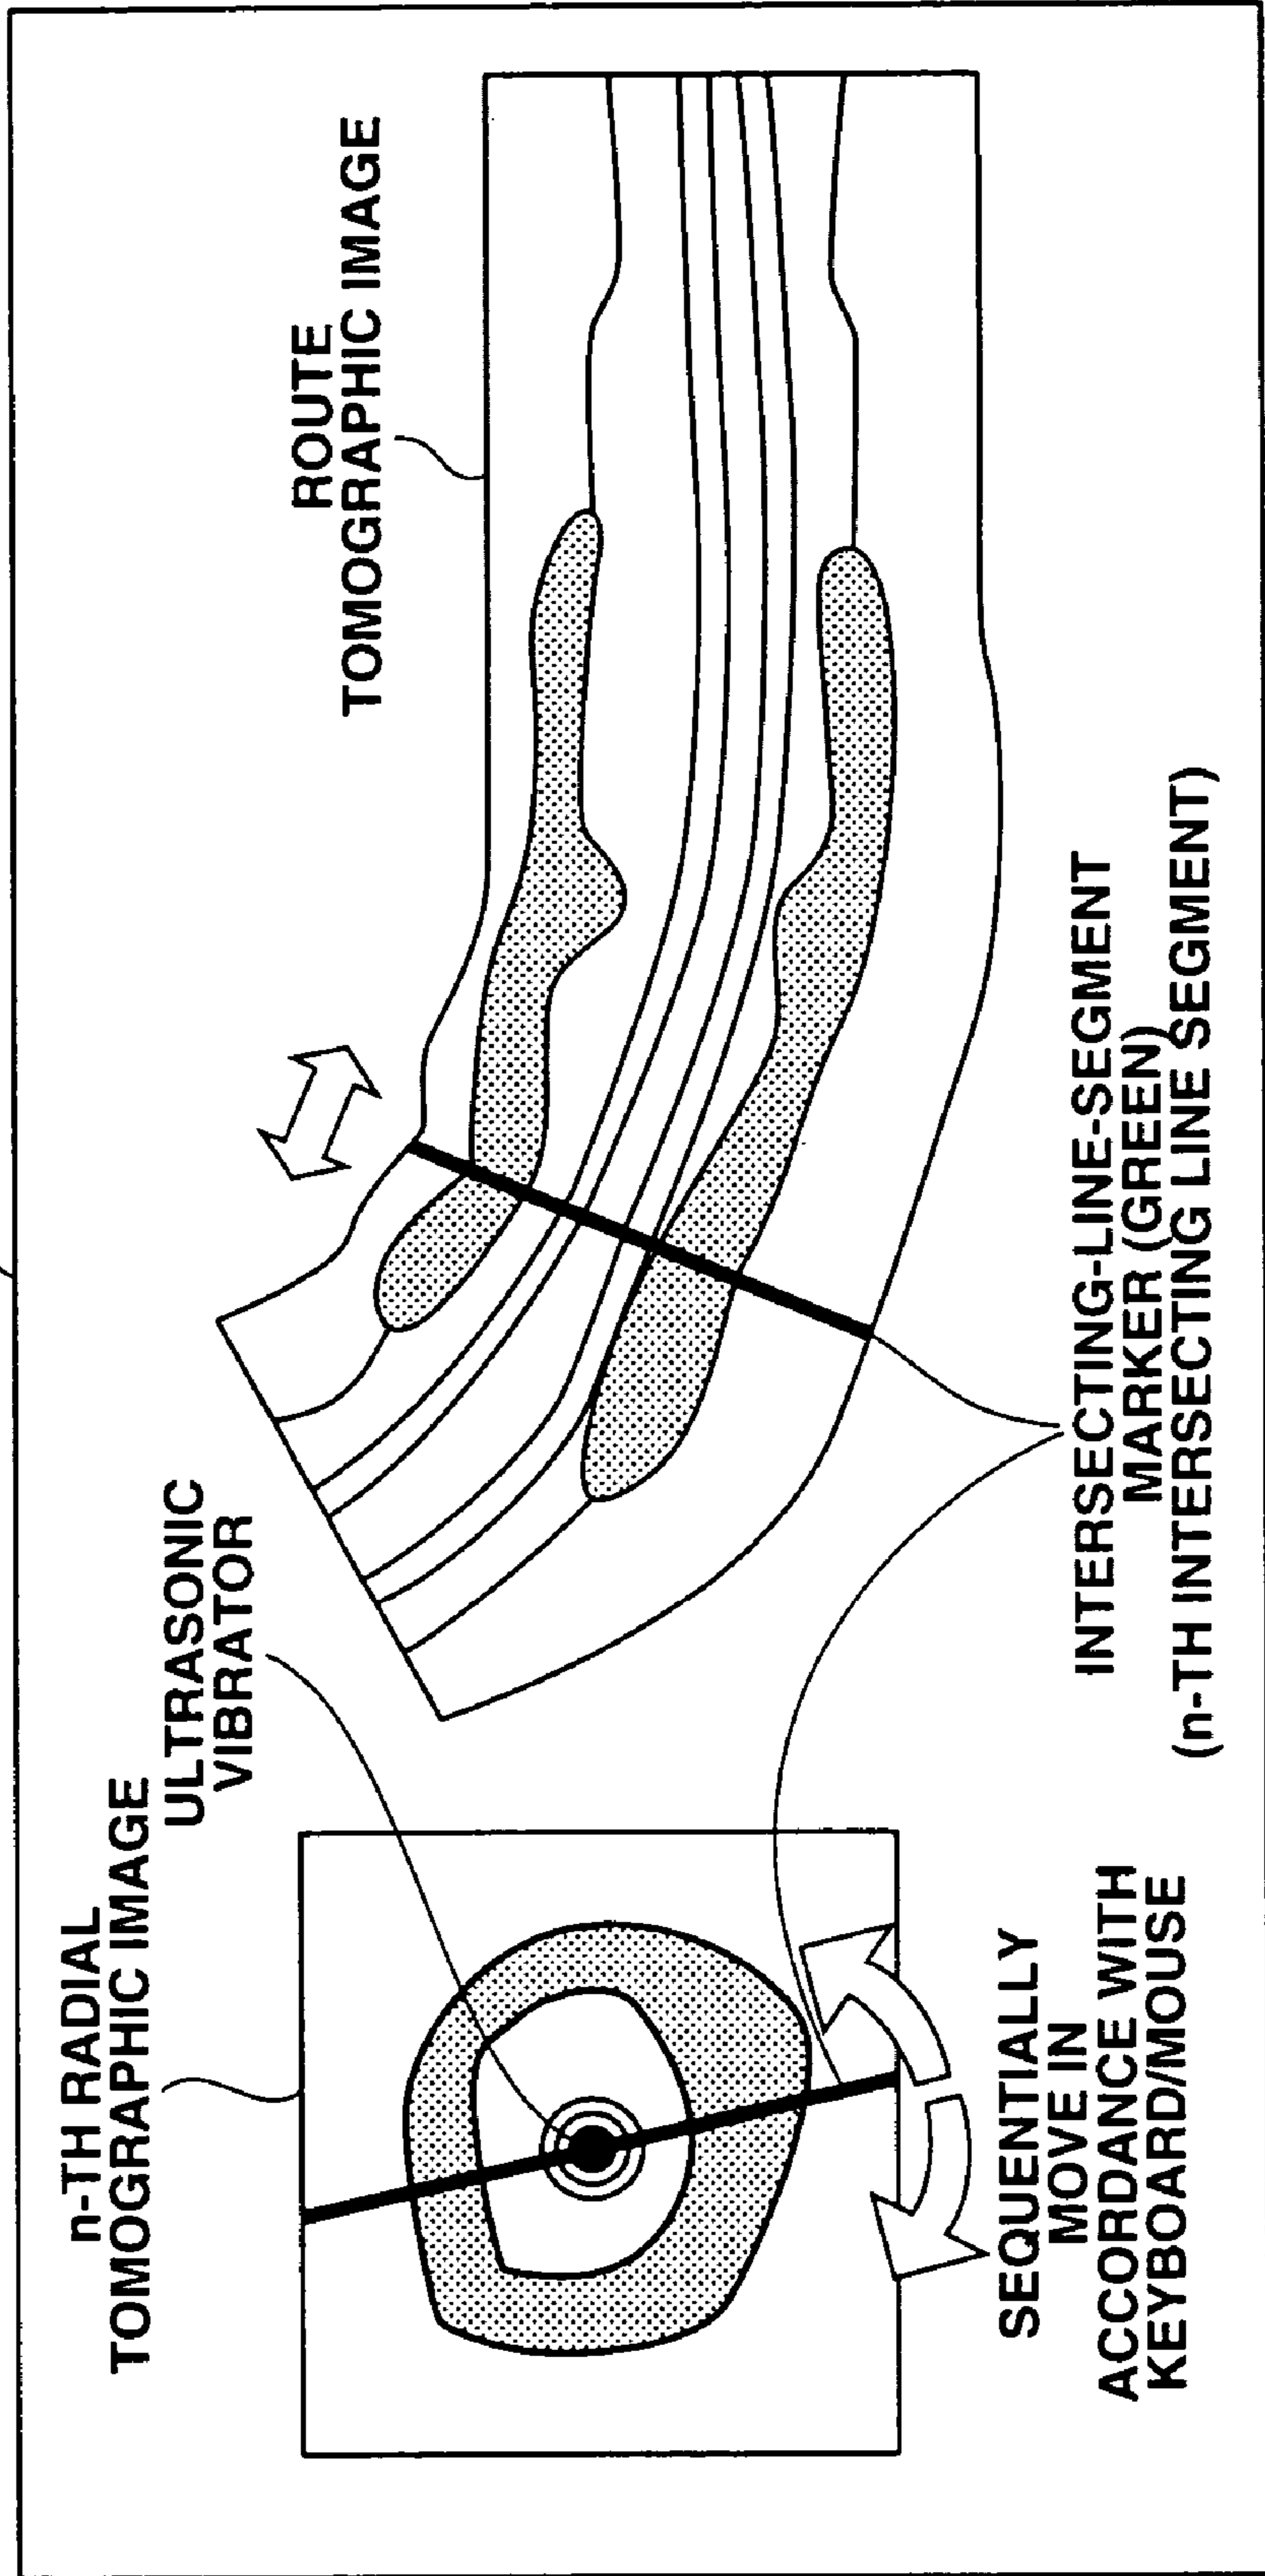 n-TH RADIAL
TOMOGRAPHIC IMAGE
ULTRASONIC
VIBRATOR
ROUTE
TOMOGRAPHIC IMAGE
SEQUENTIALLY
MOVE IN
ACCORDANCE WITH
KEYBOARD/MOUSE
INTERSECTING-LINE-SEGMENT
MARKER (GREEN)
(n-TH INTERSECTING LINE SEGMENT)